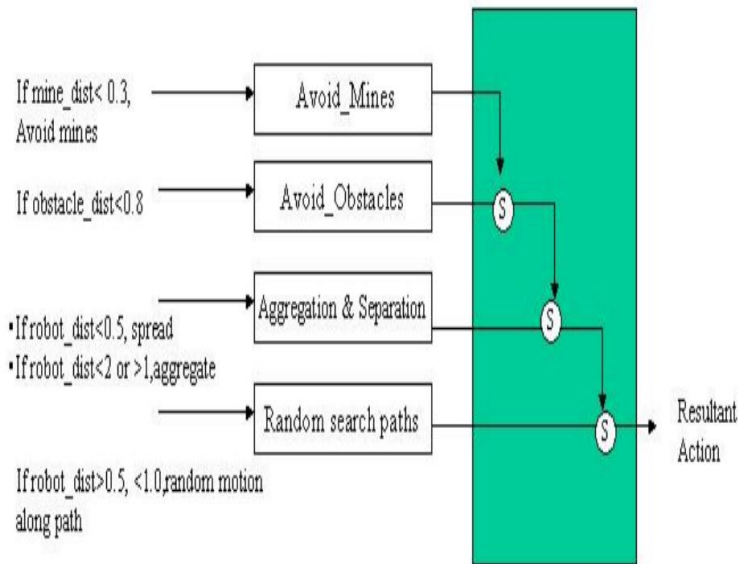 If mine_dist< 0.3,
Avoid mines
Avoid_Mines
If obstacle_dist<0.8
Avoid_Obstacles
S
Aggregation & Separation
S
▪If robot_dist<0.5, spread
▪If robot_dist<2 or >1,aggregate
Random search paths
S
Resultant
Action
If robot_dist>0.5, <1.0,random motion
along path